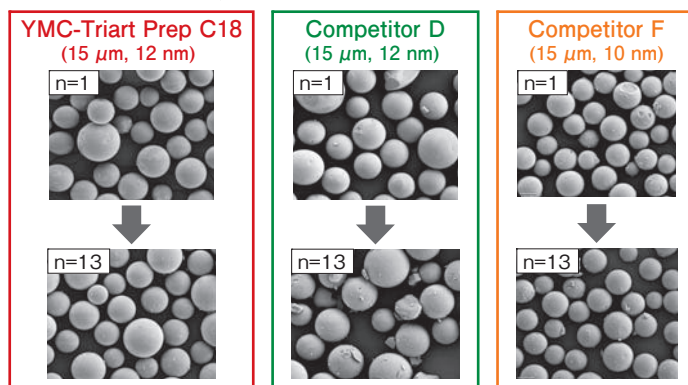 YMC-Triart Prep C18
(15 µm, 12 nm)
n=1
n=13
Competitor D
(15 µm, 12 nm)
n=1
n=13
Competitor F
(15 µm, 10 nm)
n=1
n=13